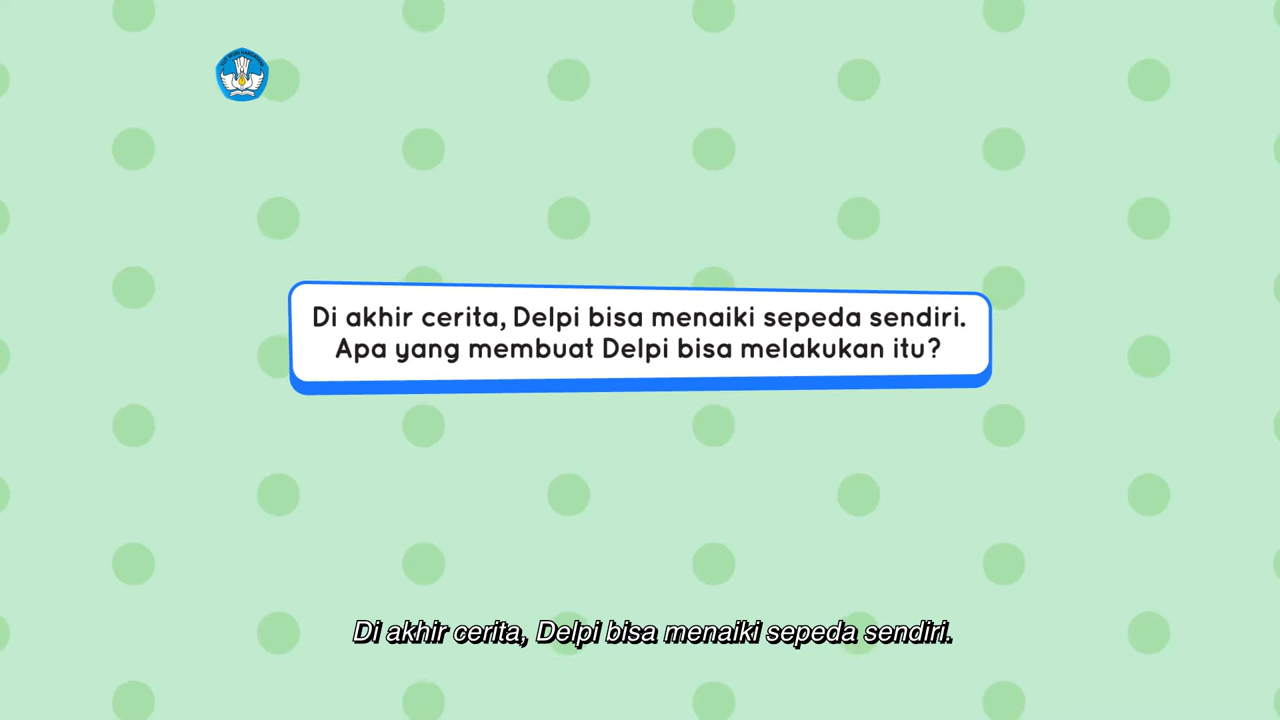 Di akhir cerita, Delpi bisa menaiki sepeda sendiri.
Apa yang membuat Delpi bisa melakukan itu?
Di akhir cerita, Delpi bisa menaiki sepeda sendiri.